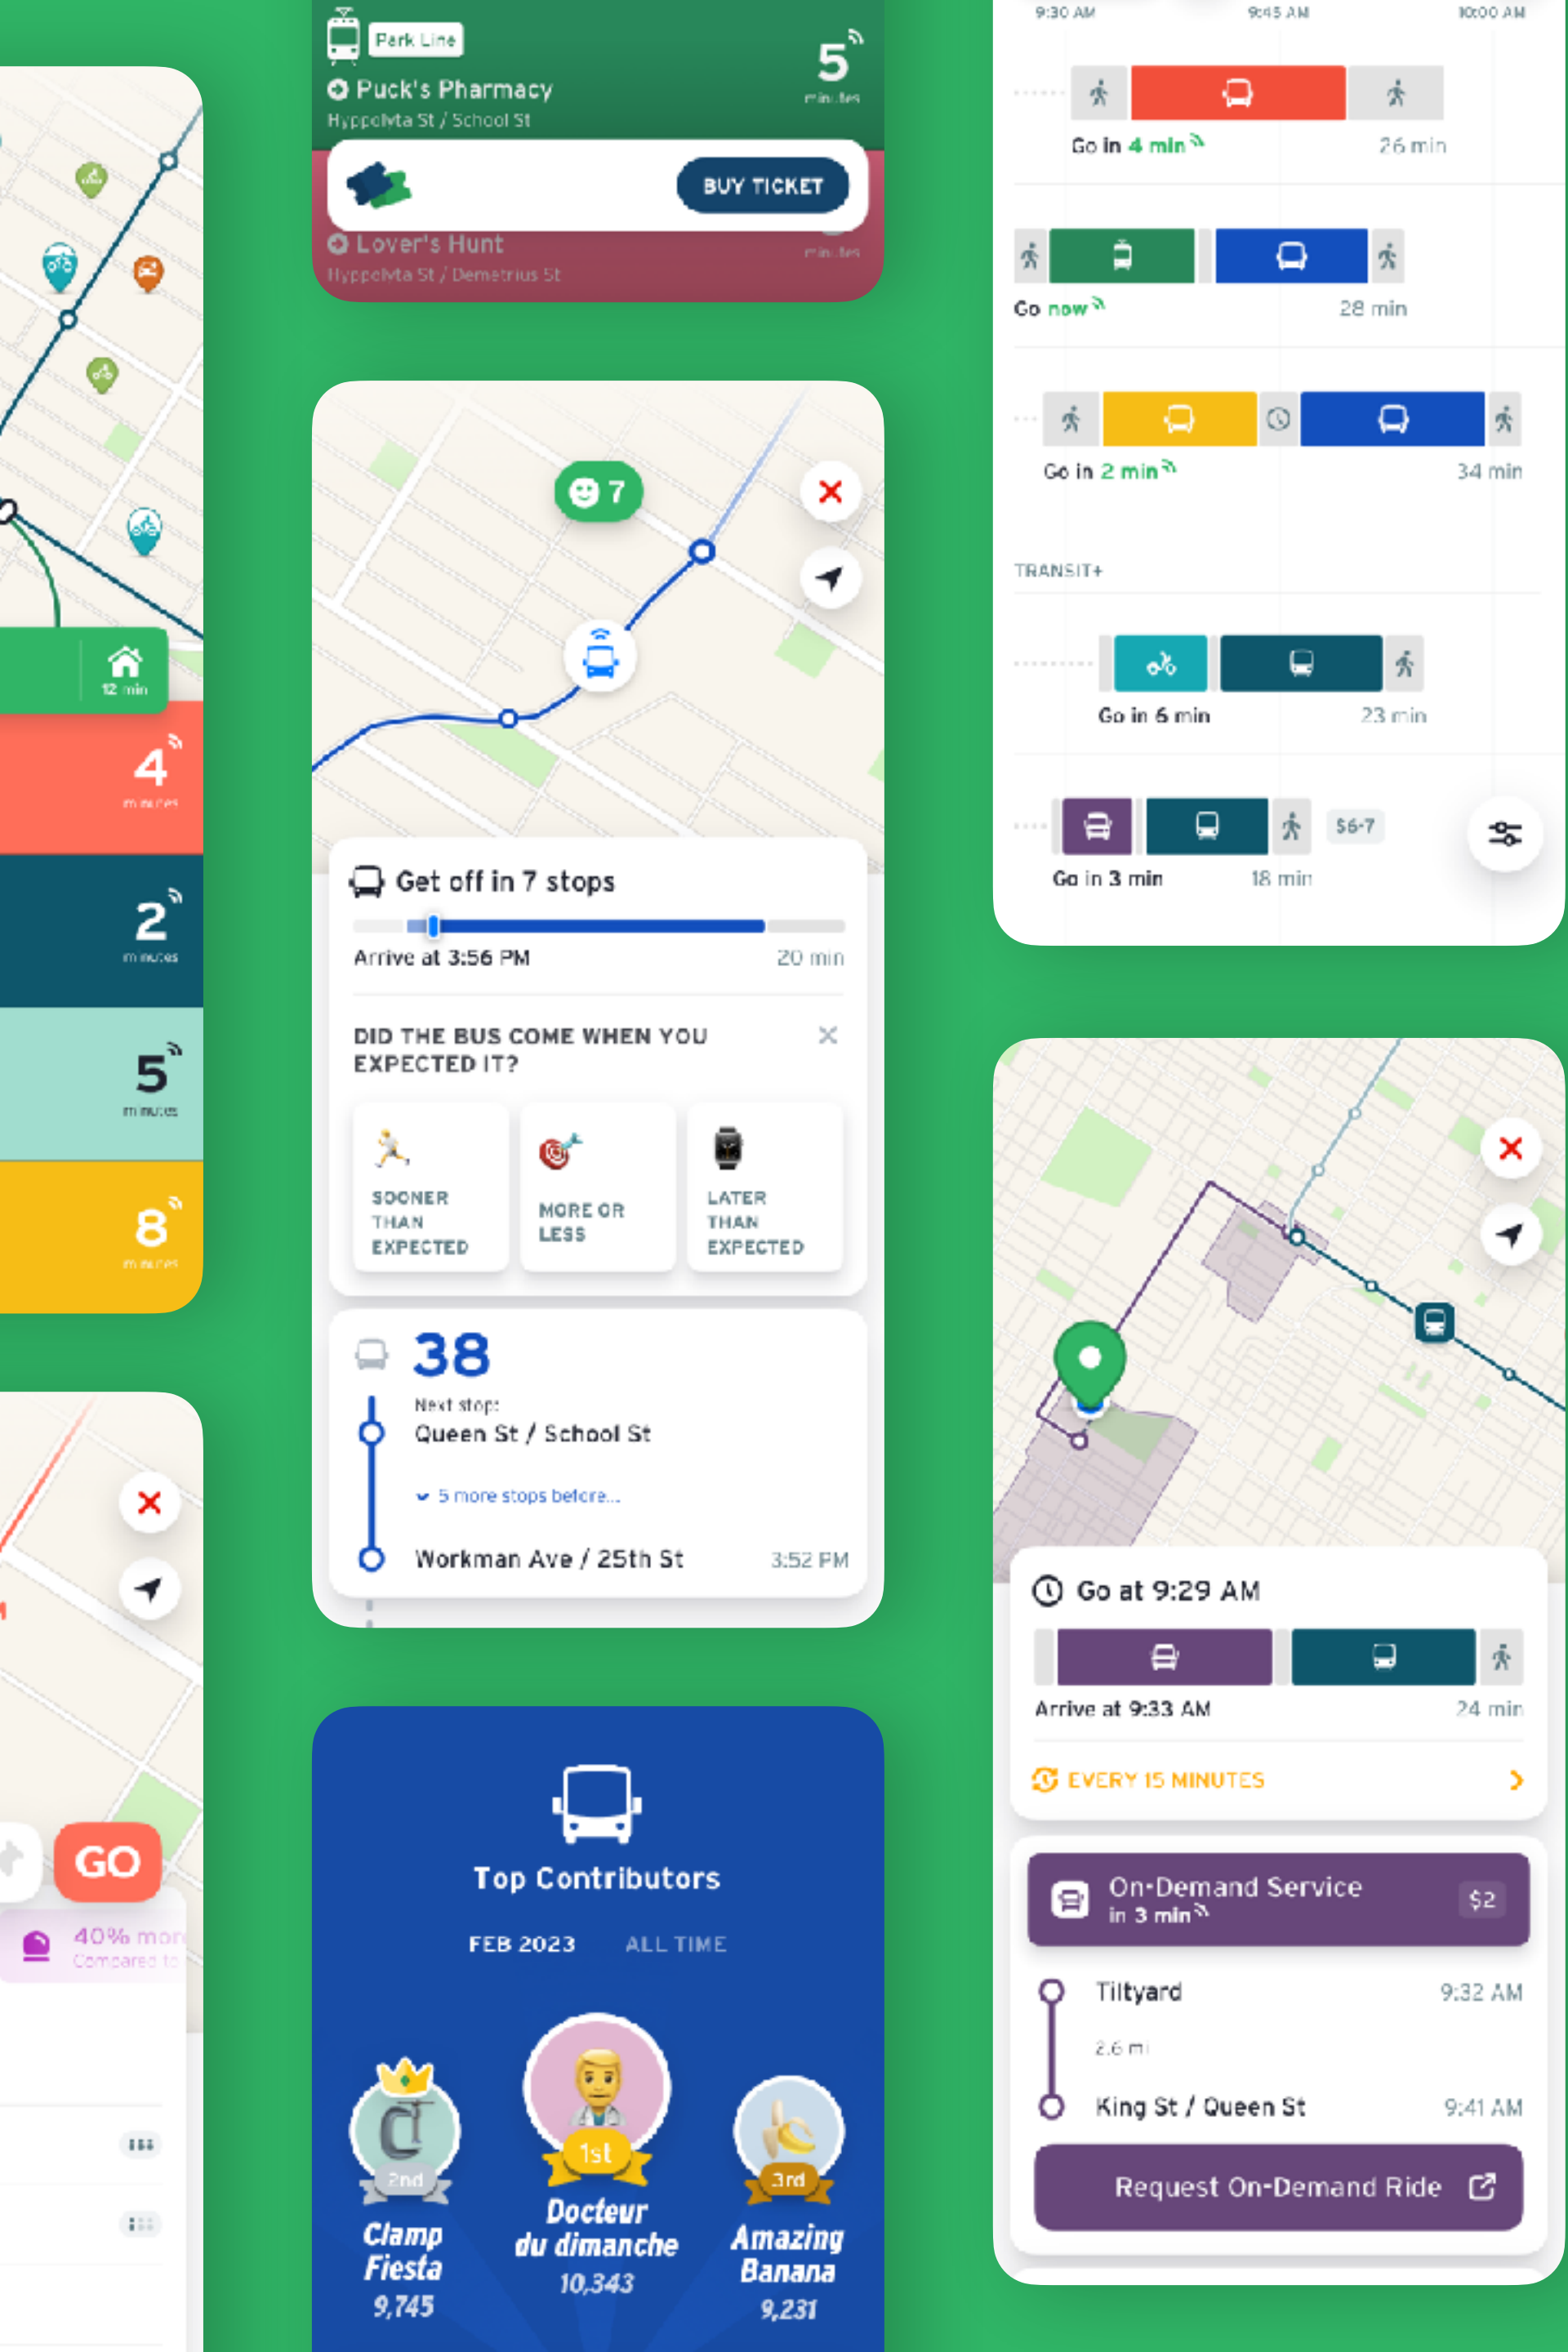 12 min
4
minutes
2
minutes
5
minutes
8
minutes
GO
40% more
Compared to
Park Line
Puck's Pharmacy
Hyppolyta St / School St
5
minutes
BUY TICKET
Lover's Hunt
Hyppolyta St / Demetrius St
minutes
7
Get off in 7 stops
Arrive at 3:56 PM
20 min
DID THE BUS COME WHEN YOU
EXPECTED IT?
SOONER
THAN
EXPECTED
MORE OR
LESS
LATER
THAN
EXPECTED
38
Next stop:
Queen St / School St
5 more stops before...
Workman Ave / 25th St
3:52 PM
Top Contributors
FEB 2023
ALL TIME
2nd
Clamp
Fiesta
9,745
1st
Docteur
du dimanche
10,343
3rd
Amazing
Banana
9,231
9:30 AM
9:45 AM
10:00 AM
Go in 4 min
26 min
Go now
28 min
Go in 2 min
34 min
TRANSIT+
Go in 6 min
23 min
$6-7
Go in 3 min
18 min
Go at 9:29 AM
Arrive at 9:33 AM
24 min
EVERY 15 MINUTES
On-Demand Service
in 3 min
$2
Tiltyard
9:32 AM
2.6 mi
King St / Queen St
9:41 AM
Request On-Demand Ride